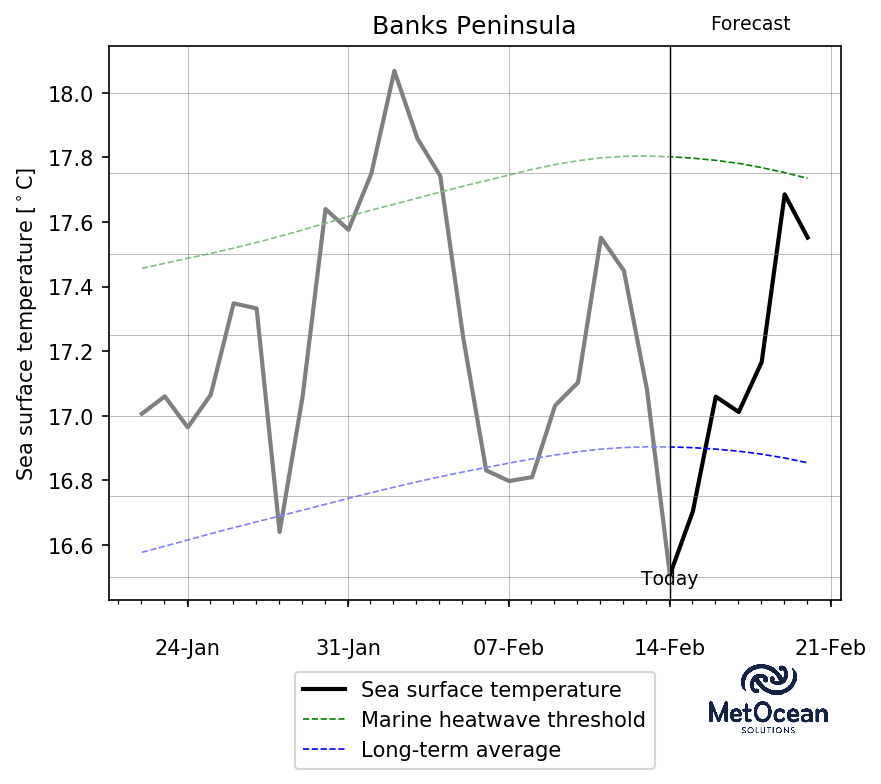 Banks Peninsula
Forecast
Sea surface temperature [°C]
18.0
17.8
17.6
17.4
17.2
17.0
16.8
16.6
Today
24-Jan 31-Jan 07-Feb 14-Feb 21-Feb
Sea surface temperature
Marine heatwave threshold
Long-term average
MetOcean
SOLUTIONS